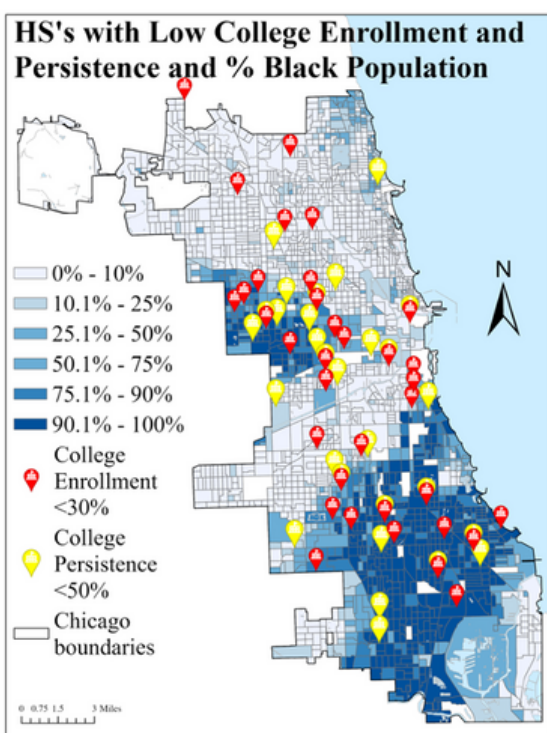 HS's with Low College Enrollment and
Persistence and % Black Population
0% - 10%
10.1% - 25%
25.1% - 50%
50.1% - 75%
75.1% - 90%
90.1% - 100%
College
Enrollment
<30%
College
Persistence
<50%
Chicago
boundaries
N
0 0.75 1.5 3 Miles